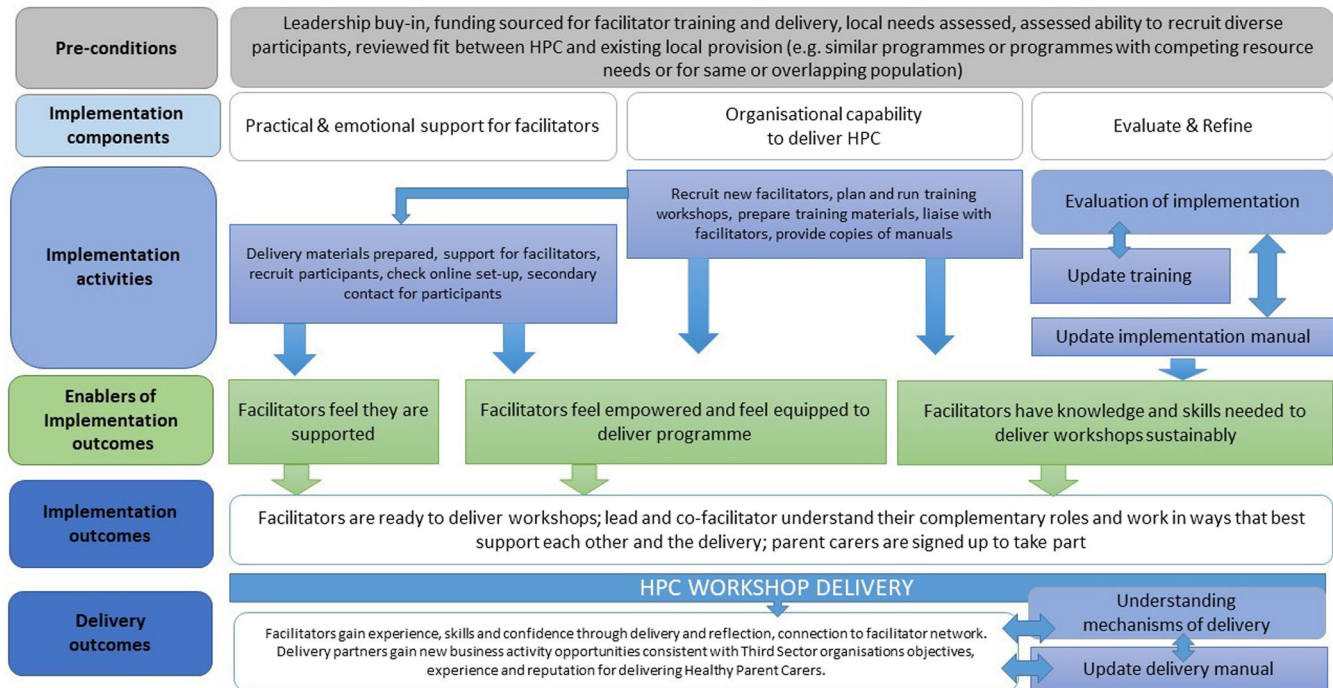 Pre-conditions
Leadership buy-in, funding sourced for facilitator training and delivery, local needs assessed, assessed ability to recruit diverse
participants, reviewed fit between HPC and existing local provision (e.g. similar programmes or programmes with competing resource
needs or for same or overlapping population)
Implementation
components
Practical & emotional support for facilitators
Organisational capability
to deliver HPC
Evaluate & Refine
Implementation
activities
Delivery materials prepared, support for facilitators,
recruit participants, check online set-up, secondary
contact for participants
Recruit new facilitators, plan and run training
workshops, prepare training materials, liaise with
facilitators, provide copies of manuals
Evaluation of implementation
Update training
Update implementation manual
Enablers of
Implementation
outcomes
Facilitators feel they are
supported
Facilitators feel empowered and feel equipped to
deliver programme
Facilitators have knowledge and skills needed to
deliver workshops sustainably
Implementation
outcomes
Facilitators are ready to deliver workshops; lead and co-facilitator understand their complementary roles and work in ways that best
support each other and the delivery; parent carers are signed up to take part
Delivery
outcomes
HPC WORKSHOP DELIVERY
Facilitators gain experience, skills and confidence through delivery and reflection, connection to facilitator network.
Delivery partners gain new business activity opportunities consistent with Third Sector organisations objectives,
experience and reputation for delivering Healthy Parent Carers.
Understanding
mechanisms of delivery
Update delivery manual